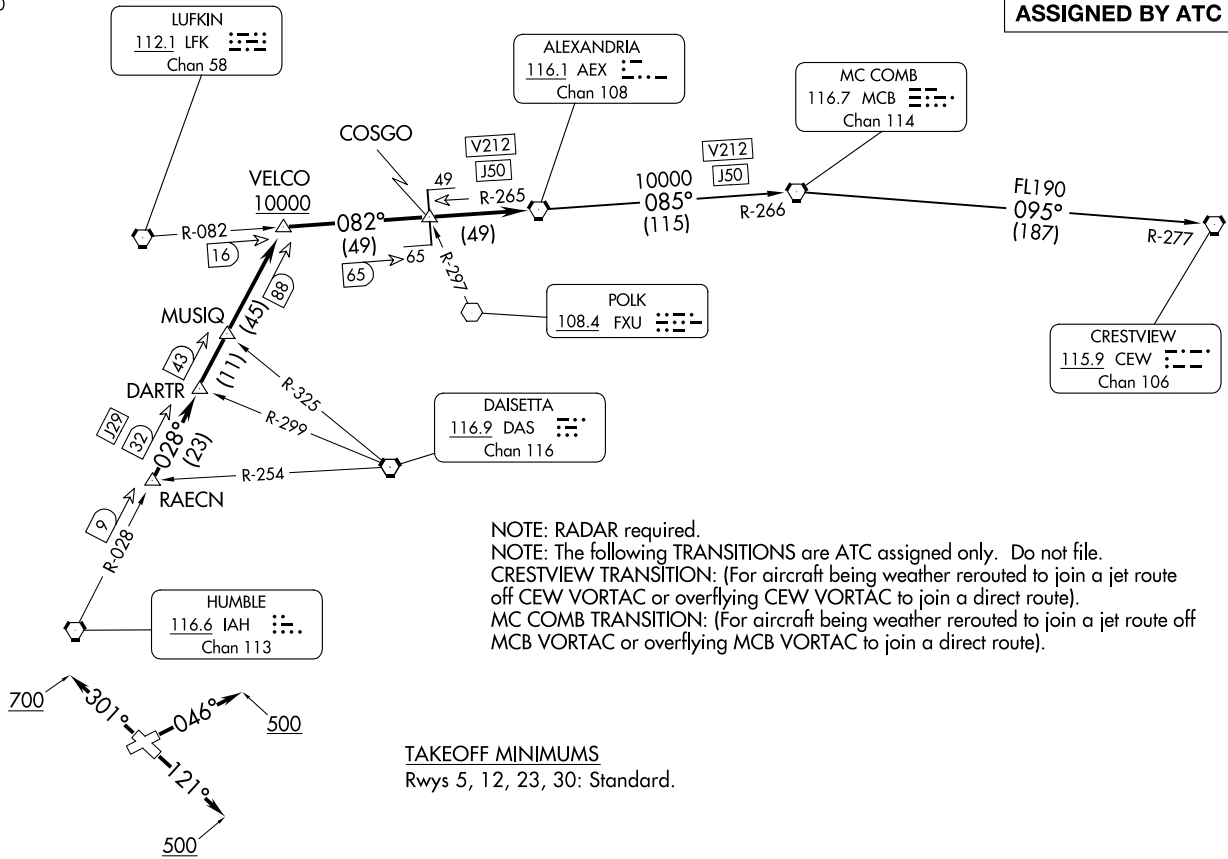 ASSIGNED BY ATC
LUFKIN
112.1 LFK
Chan 58
ALEXANDRIA
116.1 AEX
Chan 108
MC COMB
116.7 MCB
Chan 114
COSGO
V212
J50
V212
J50
VELCO
10000
49
R-265
10000
085°
(115)
R-266
FL190
095°
(187)
R-277
R-082
16
082°
(49)
(49)
65
65
R-297
88
POLK
108.4 FXU
MUSIQ
(45)
CRESTVIEW
115.9 CEW
Chan 106
43
(11)
DARTR
R-325
R-299
J29
32
028°
(23)
DAISETTA
116.9 DAS
Chan 116
R-254
RAECN
9
R-028
NOTE: RADAR required.
NOTE: The following TRANSITIONS are ATC assigned only. Do not file.
CRESTVIEW TRANSITION: (For aircraft being weather rerouted to join a jet route
off CEW VORTAC or overflying CEW VORTAC to join a direct route).
MC COMB TRANSITION: (For aircraft being weather rerouted to join a jet route off
MCB VORTAC or overflying MCB VORTAC to join a direct route).
HUMBLE
116.6 IAH
Chan 113
700
301°
046°
500
121°
500
TAKEOFF MINIMUMS
Rwys 5, 12, 23, 30: Standard.